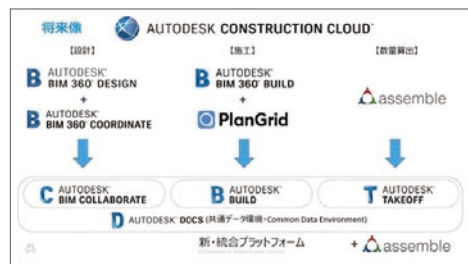 将来像 AUTODESK CONSTRUCTION CLOUD™
【設計】 【施工】 【数量算出】
B AUTODESK® BIM 360® DESIGN
+
B AUTODESK® BIM 360® COORDINATE
B AUTODESK® BIM 360® BUILD
+
PlanGrid
assemble
C AUTODESK® BIM COLLABORATE
B AUTODESK® BUILD
T AUTODESK® TAKEOFF
D AUTODESK® DOCS (共通データ環境・Common Data Environment)
新・統合プラットフォーム
+ assemble